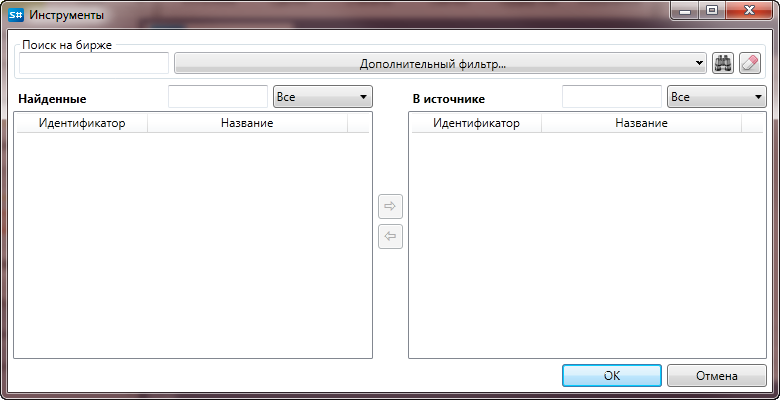 S# Инструменты
Поиск на бирже
Дополнительный фильтр...
Найденные Все
В источнике Все
Идентификатор Название
Идентификатор Название
OK Отмена